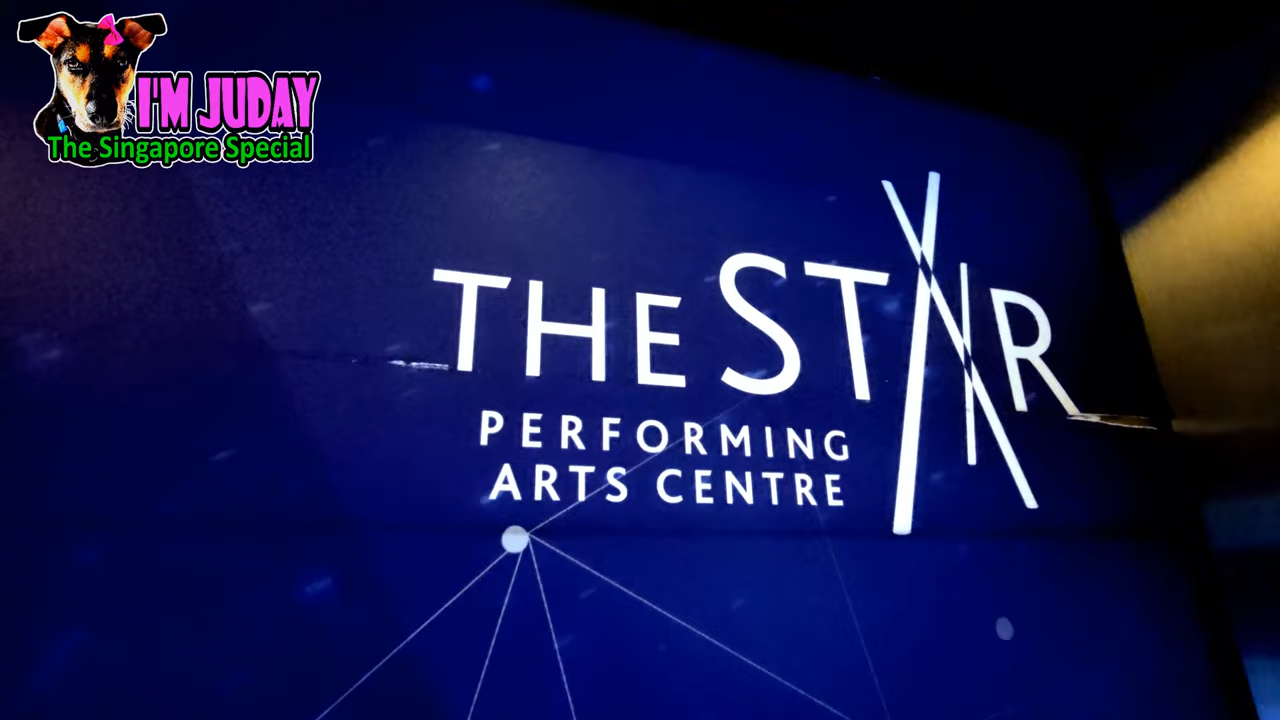 I'M JUDAY
The Singapore Special
THE STAR
PERFORMING
ARTS CENTRE